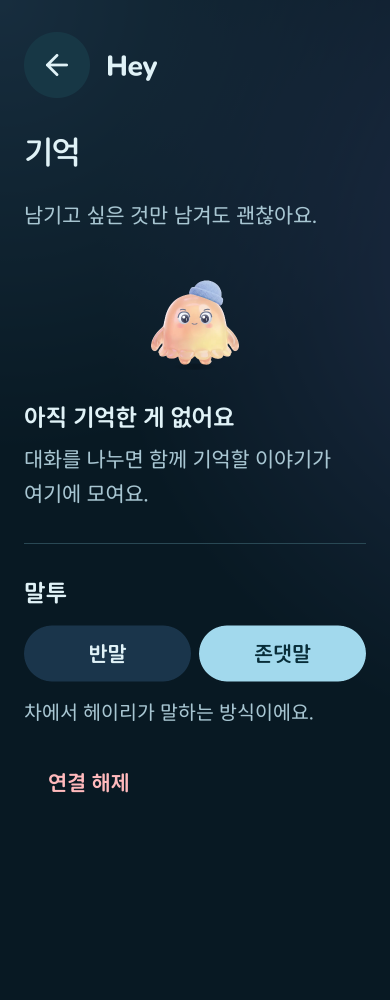 Hey
기억
남기고 싶은 것만 남겨도 괜찮아요.
아직 기억한 게 없어요
대화를 나누면 함께 기억할 이야기가
여기에 모여요.
말투
반말
존댓말
차에서 헤이리가 말하는 방식이에요.
연결 해제